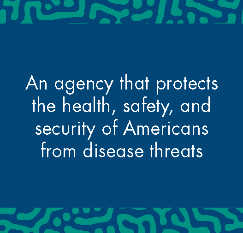 An agency that protects
the health, safety, and
security of Americans
from disease threats